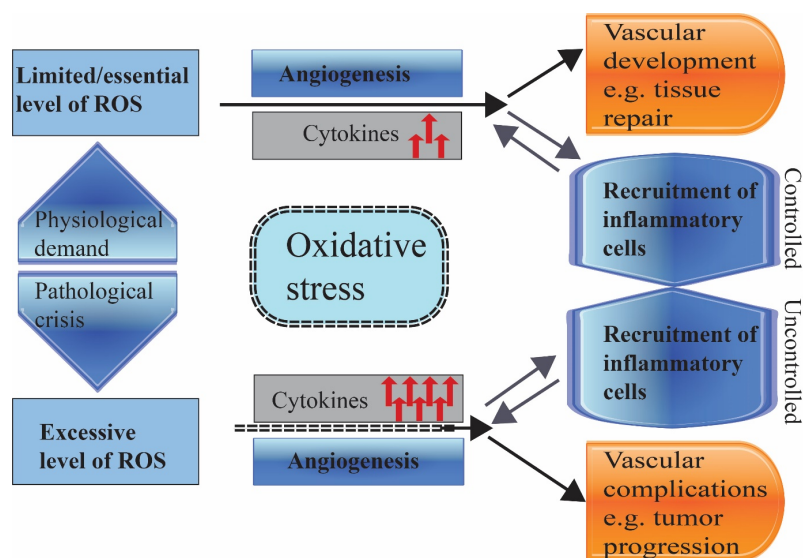 Limited/essential
level of ROS
Angiogenesis
Cytokines
Vascular
development
e.g. tissue
repair
Physiological
demand
Pathological
crisis
Oxidative
stress
Recruitment of
inflammatory
cells
Controlled
Recruitment of
inflammatory
cells
Uncontrolled
Excessive
level of ROS
Cytokines
Angiogenesis
Vascular
complications
e.g. tumor
progression